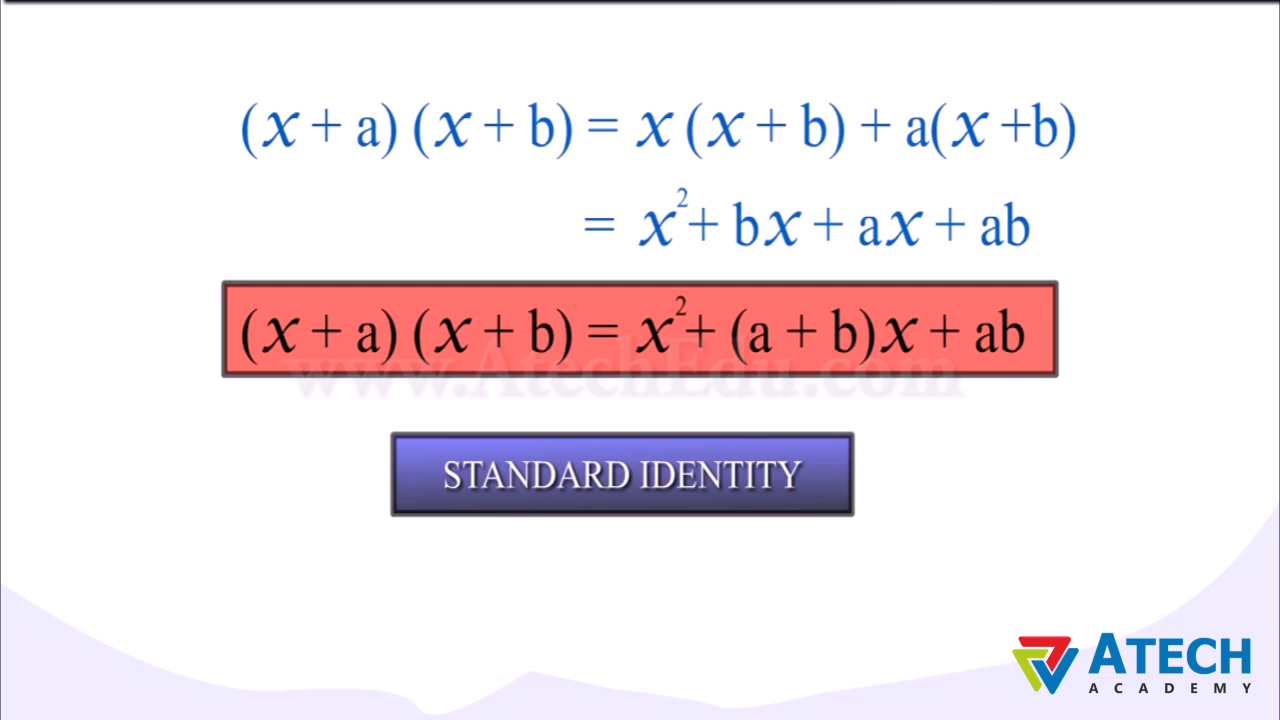 (x + a) (x + b) = x (x + b) + a(x +b)
= x² + bx + ax + ab
(x + a) (x + b) = x² + (a + b)x + ab
www.AtechEdu.com
STANDARD IDENTITY
ATECH
ACADEMY